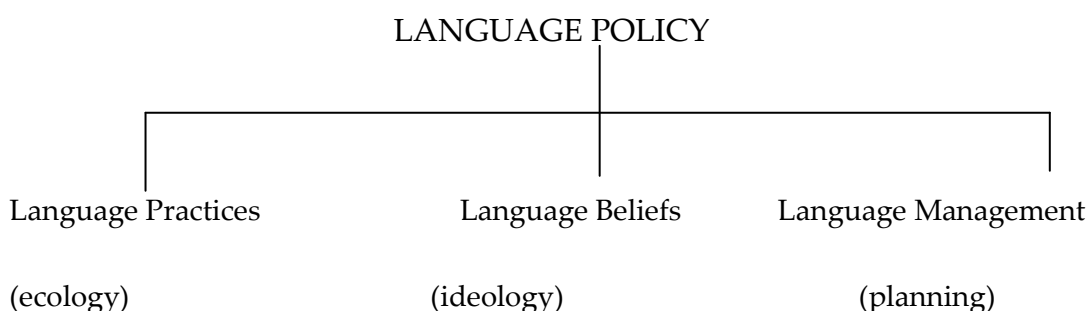 LANGUAGE POLICY
Language Practices Language Beliefs Language Management
(ecology) (ideology) (planning)